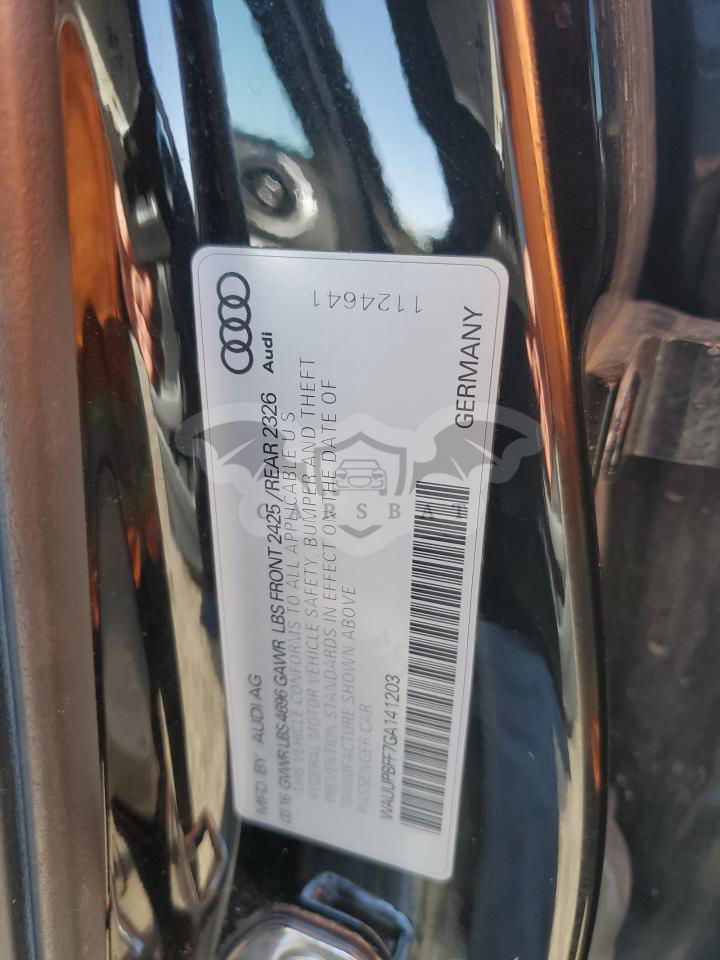 Audi
1124641
MFD BY AUDI AG
03 16 GVWR LBS 4696 GAWR LBS FRONT 2425 / REAR 2326
THIS VEHICLE CONFORMS TO ALL APPLICABLE U.S.
FEDERAL MOTOR VEHICLE SAFETY, BUMPER AND THEFT
PREVENTION STANDARDS IN EFFECT ON THE DATE OF
MANUFACTURE SHOWN ABOVE
PASSENGER CAR
WAUUPBFF7GA141203
GERMANY
CARSBAT